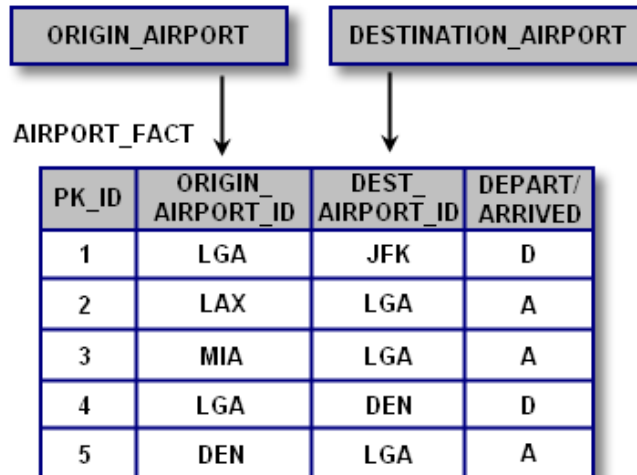 ORIGIN_AIRPORT DESTINATION_AIRPORT
AIRPORT_FACT
PK_ID ORIGIN_ AIRPORT_ID DEST_ AIRPORT_ID DEPART/ ARRIVED
1 LGA JFK D
2 LAX LGA A
3 MIA LGA A
4 LGA DEN D
5 DEN LGA A